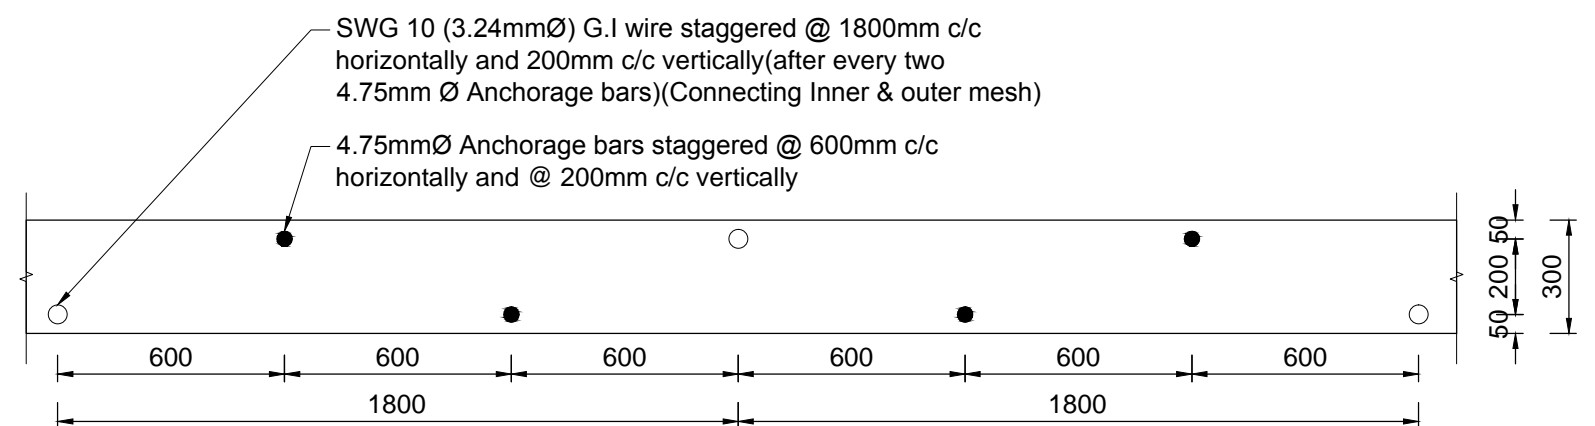 SWG 10 (3.24mmØ) G.I wire staggered @ 1800mm c/c
horizontally and 200mm c/c vertically(after every two
4.75mm Ø Anchorage bars)(Connecting Inner & outer mesh)
4.75mmØ Anchorage bars staggered @ 600mm c/c
horizontally and @ 200mm c/c vertically
50
200
50
300
600 600 600 600 600 600
1800 1800